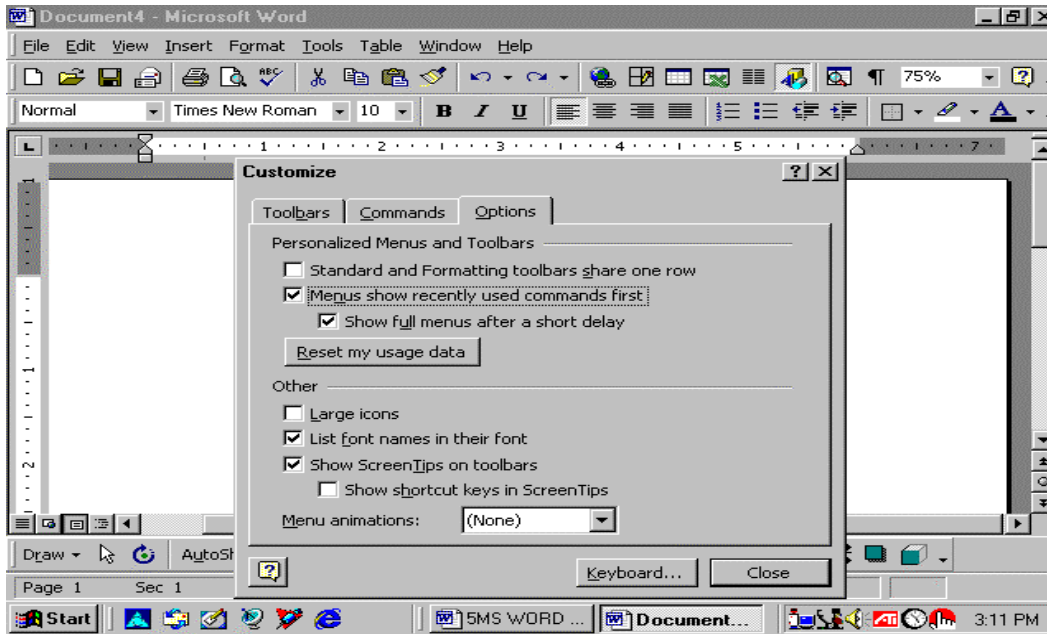 Document4 - Microsoft Word
File Edit View Insert Format Tools Table Window Help
ABC 75%
Normal Times New Roman 10 B I U A
L 1 2 3 4 5 7
Customize
Toolbars Commands Options
Personalized Menus and Toolbars
Standard and Formatting toolbars share one row
Menus show recently used commands first
Show full menus after a short delay
Reset my usage data
Other
Large icons
List font names in their font
Show ScreenTips on toolbars
Show shortcut keys in ScreenTips
Menu animations: (None)
Keyboard... Close
1
2
Draw AutoSh
Page 1 Sec 1
Start 5MS WORD ... Document... ATI 3:11 PM